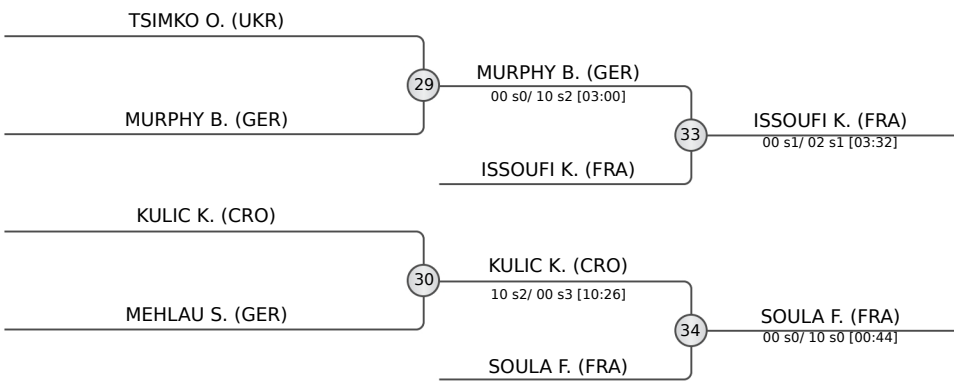 TSIMKO O. (UKR)
29
MURPHY B. (GER)
MURPHY B. (GER)
00 s0/ 10 s2 [03:00]
33
ISSOUFI K. (FRA)
ISSOUFI K. (FRA)
00 s1/ 02 s1 [03:32]
KULIC K. (CRO)
30
MEHLAU S. (GER)
KULIC K. (CRO)
10 s2/ 00 s3 [10:26]
34
SOULA F. (FRA)
SOULA F. (FRA)
00 s0/ 10 s0 [00:44]